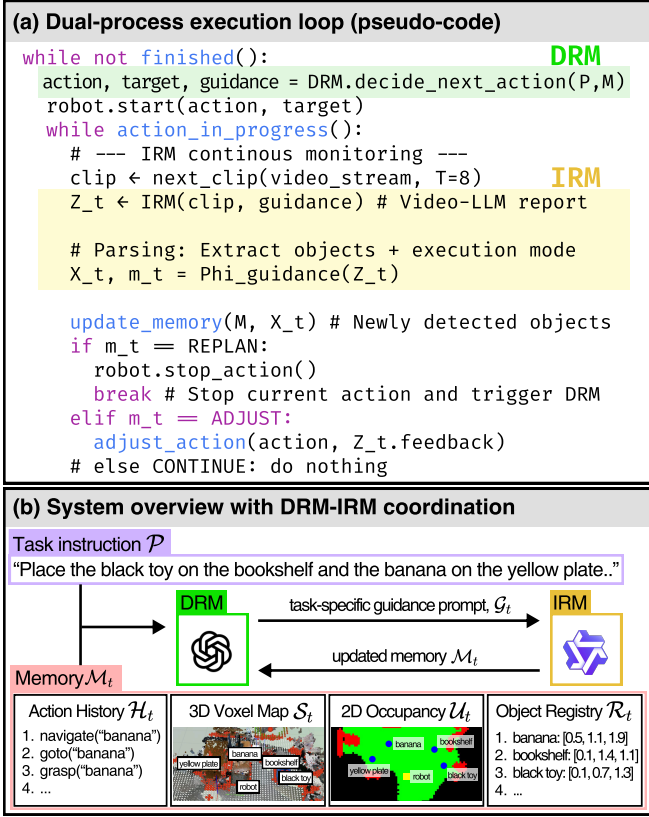 (a) Dual-process execution loop (pseudo-code)
while not finished():
DRM
action, target, guidance = DRM.decide_next_action(P,M)
robot.start(action, target)
while action_in_progress():
# --- IRM continous monitoring ---
clip ← next_clip(video_stream, T=8)
IRM
Z_t ← IRM(clip, guidance) # Video-LLM report
# Parsing: Extract objects + execution mode
X_t, m_t = Phi_guidance(Z_t)
update_memory(M, X_t) # Newly detected objects
if m_t == REPLAN:
robot.stop_action()
break # Stop current action and trigger DRM
elif m_t == ADJUST:
adjust_action(action, Z_t.feedback)
# else CONTINUE: do nothing
(b) System overview with DRM-IRM coordination
Task instruction 𝒫
“Place the black toy on the bookshelf and the banana on the yellow plate..”
DRM
task-specific guidance prompt, 𝒢_t
IRM
updated memory ℳ_t
Memory ℳ_t
Action History ℋ_t
1. navigate(“banana”)
2. goto(“banana”)
3. grasp(“banana”)
4. ...
3D Voxel Map 𝒮_t
banana
yellow plate
bookshelf
black toy
robot
2D Occupancy 𝒰_t
banana
bookshelf
yellow plate
robot
black toy
Object Registry ℛ_t
1. banana: [0.5, 1.1, 1.9]
2. bookshelf: [0.1, 1.4, 1.1]
3. black toy: [0.1, 0.7, 1.3]
4. ...